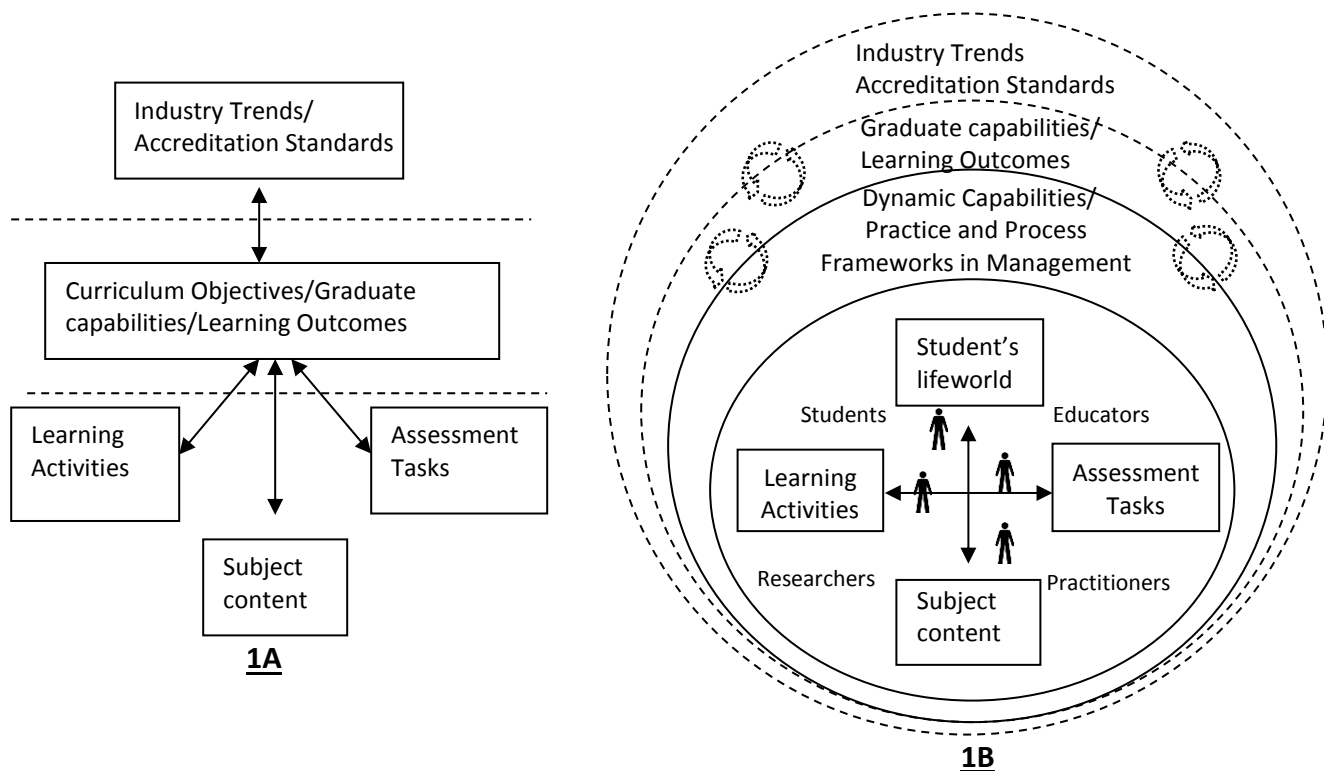 Industry Trends/
Accreditation Standards
Curriculum Objectives/Graduate
capabilities/Learning Outcomes
Learning
Activities
Assessment
Tasks
Subject
content
1A
Industry Trends
Accreditation Standards
Graduate capabilities/
Learning Outcomes
Dynamic Capabilities/
Practice and Process
Frameworks in Management
Student’s
lifeworld
Students
Educators
Learning
Activities
Assessment
Tasks
Researchers
Practitioners
Subject
content
1B